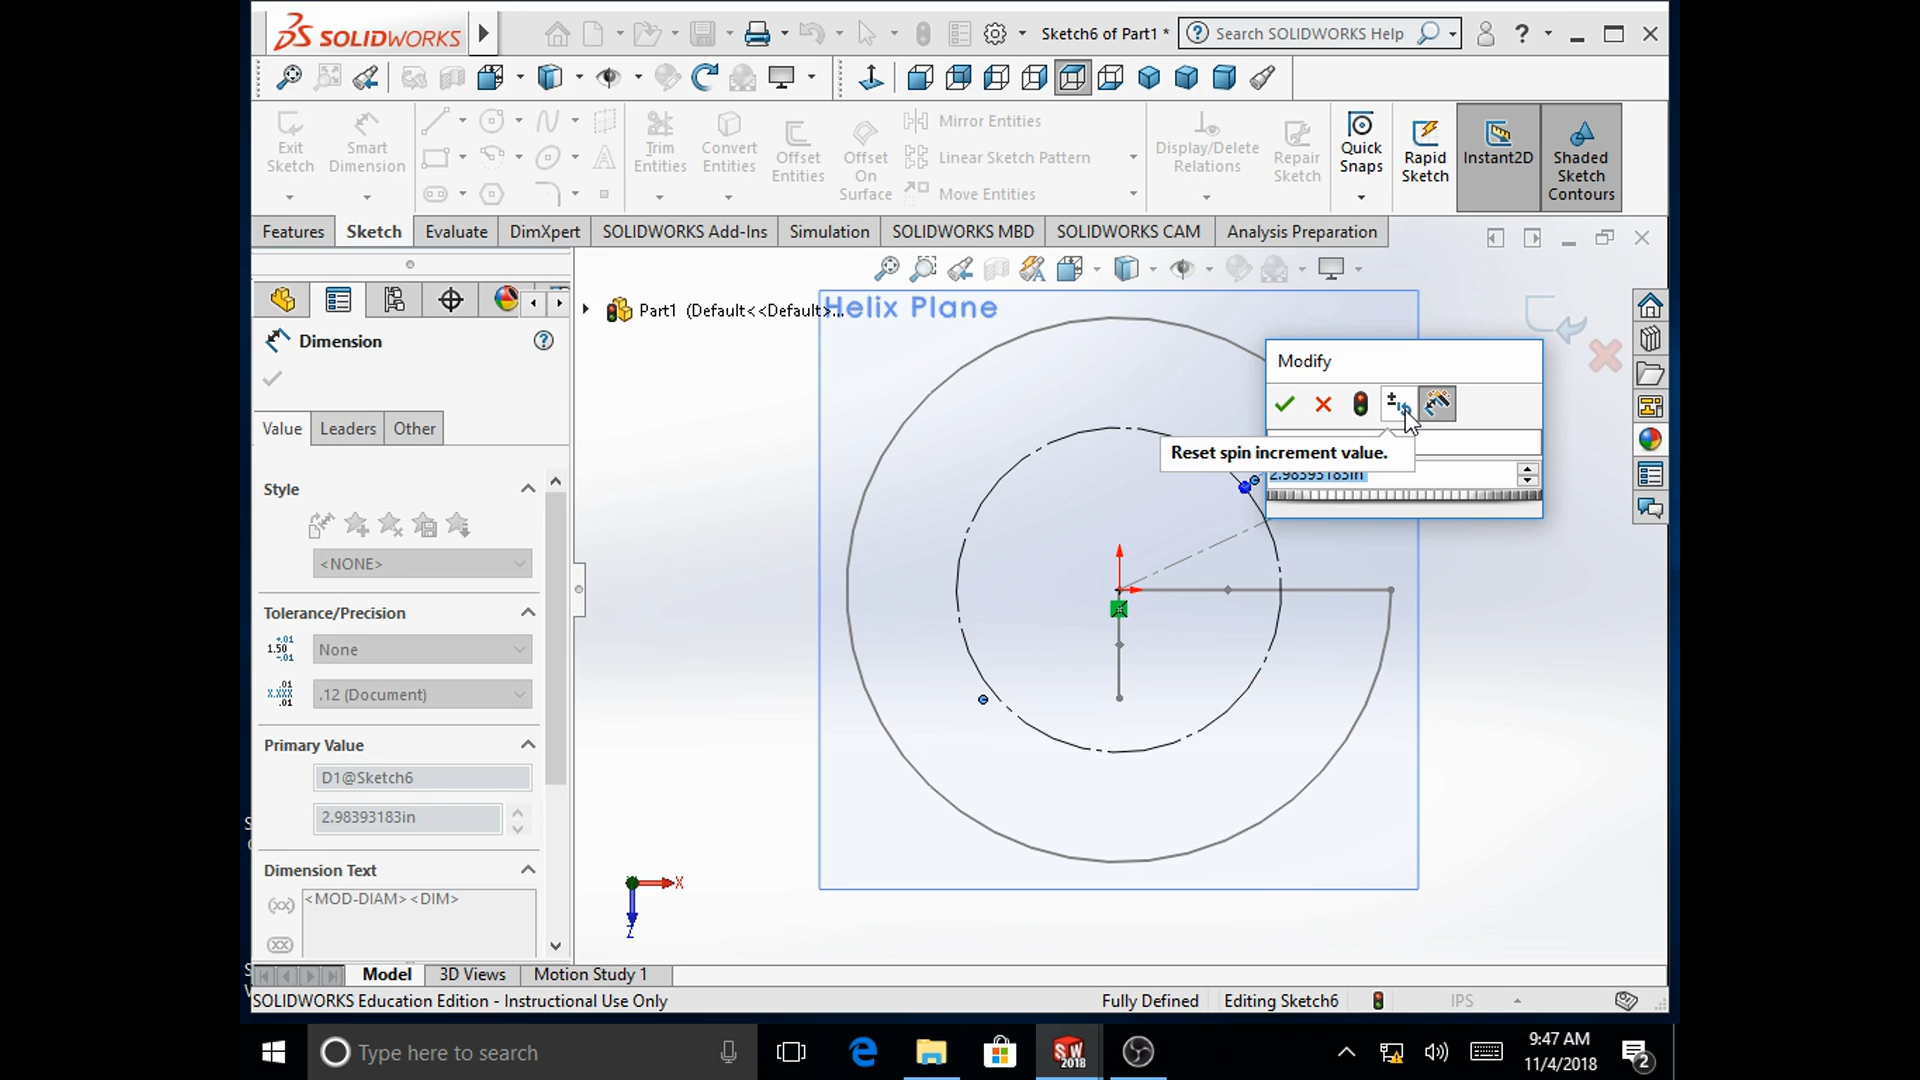 SOLIDWORKS
Sketch6 of Part1 *
Search SOLIDWORKS Help
Exit Sketch
Smart Dimension
Trim Entities
Convert Entities
Offset Entities
Offset On Surface
Mirror Entities
Linear Sketch Pattern
Move Entities
Display/Delete Relations
Repair Sketch
Quick Snaps
Rapid Sketch
Instant2D
Shaded Sketch Contours
Features
Sketch
Evaluate
DimXpert
SOLIDWORKS Add-Ins
Simulation
SOLIDWORKS MBD
SOLIDWORKS CAM
Analysis Preparation
Part1 (Default<<Default>...
Helix Plane
Dimension
Value
Leaders
Other
Modify
Reset spin increment value.
2.98393183in
Style
<NONE>
Tolerance/Precision
None
.12 (Document)
Primary Value
D1@Sketch6
2.98393183in
Dimension Text
<MOD-DIAM><DIM>
X
Z
Model
3D Views
Motion Study 1
SOLIDWORKS Education Edition - Instructional Use Only
Fully Defined
Editing Sketch6
IPS
Type here to search
SW 2018
9:47 AM
11/4/2018
2